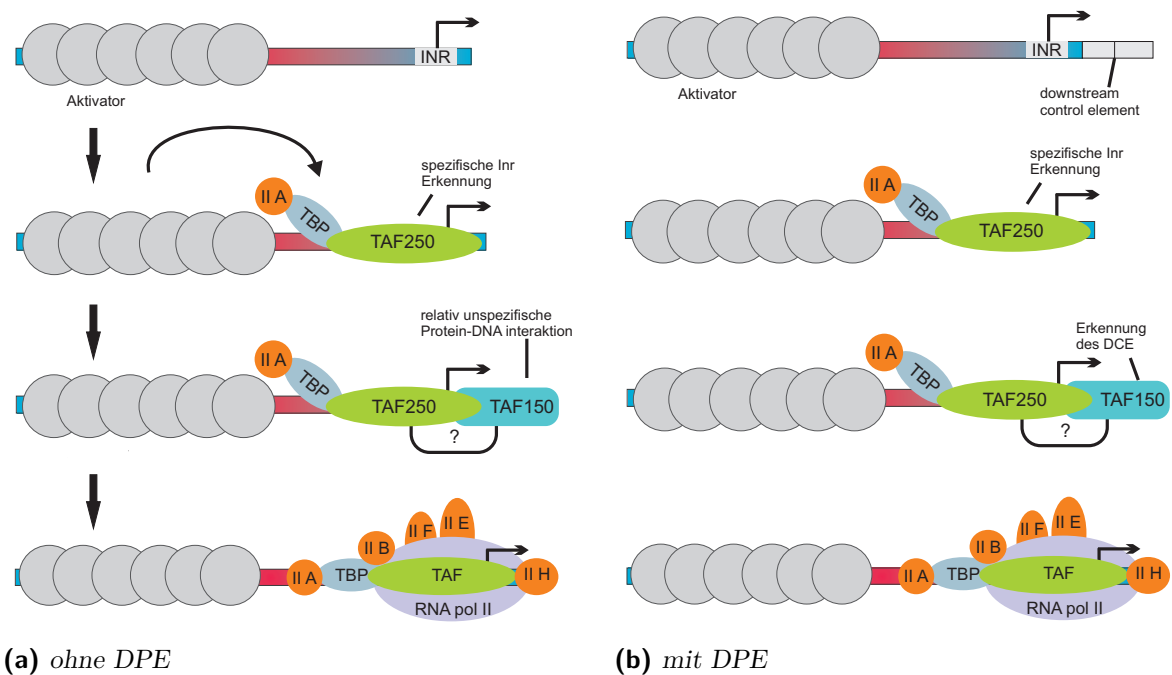 INR
Aktivator
spezifische Inr
Erkennung
II A
TBP
TAF250
relativ unspezifische
Protein-DNA interaktion
II A
TBP
TAF250
TAF150
?
II F
II E
II B
II A
TBP
TAF
II H
RNA pol II
(a) ohne DPE
INR
Aktivator
downstream
control element
spezifische Inr
Erkennung
II A
TBP
TAF250
Erkennung
des DCE
II A
TBP
TAF250
TAF150
?
II F
II E
II B
II A
TBP
TAF
II H
RNA pol II
(b) mit DPE